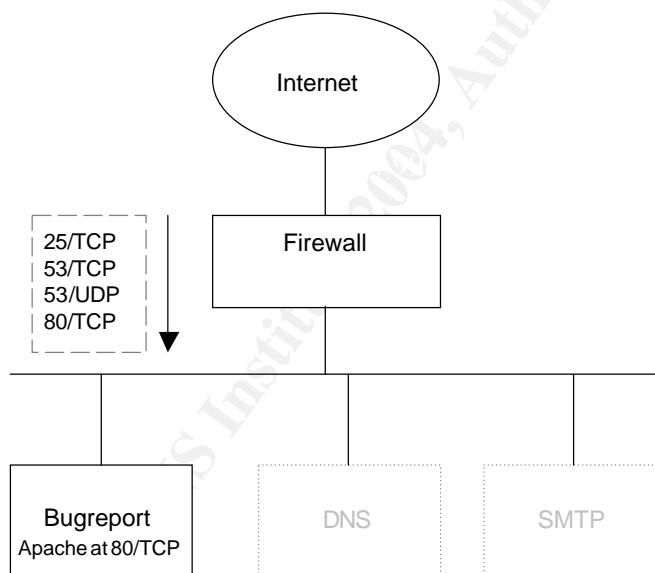 Internet
Firewall
25/TCP
53/TCP
53/UDP
80/TCP
Bugreport
Apache at 80/TCP
DNS
SMTP